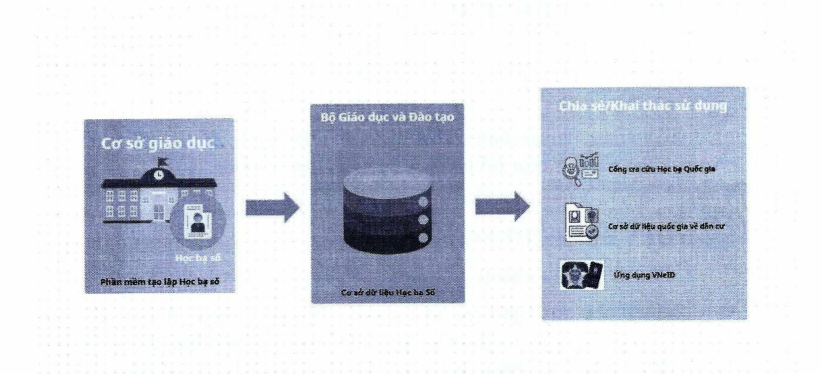 Cơ sở giáo dục
Học bạ số
Phần mềm tạo lập Học bạ số
Bộ Giáo dục và Đào tạo
Cơ sở dữ liệu Học bạ Số
Chia sẻ/Khai thác sử dụng
Cổng tra cứu Học bạ Quốc gia
Cơ sở dữ liệu quốc gia về dân cư
Ứng dụng VNeID